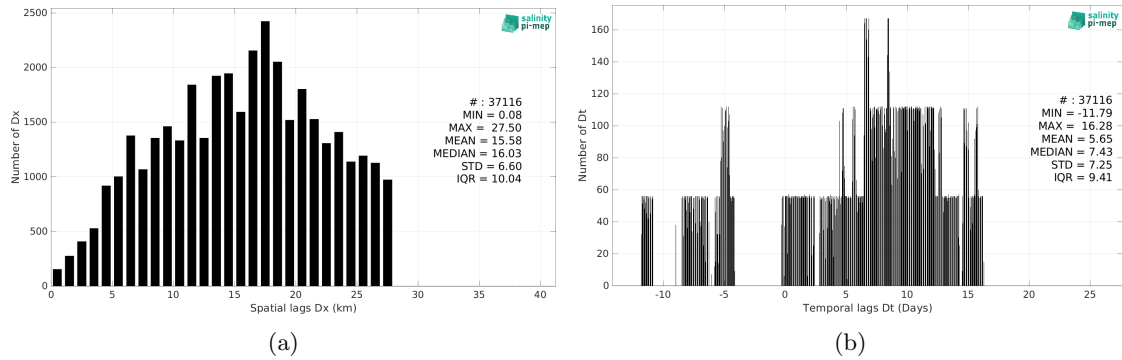 salinity
pi-mep
2500
2000
1500
1000
500
0
Number of Dx
# : 37116
MIN = 0.08
MAX = 27.50
MEAN = 15.58
MEDIAN = 16.03
STD = 6.60
IQR = 10.04
0 5 10 15 20 25 30 35 40
Spatial lags Dx (km)
(a)
salinity
pi-mep
160
140
120
100
80
60
40
20
0
Number of Dt
# : 37116
MIN = -11.79
MAX = 16.28
MEAN = 5.65
MEDIAN = 7.43
STD = 7.25
IQR = 9.41
-10 -5 0 5 10 15 20 25
Temporal lags Dt (Days)
(b)